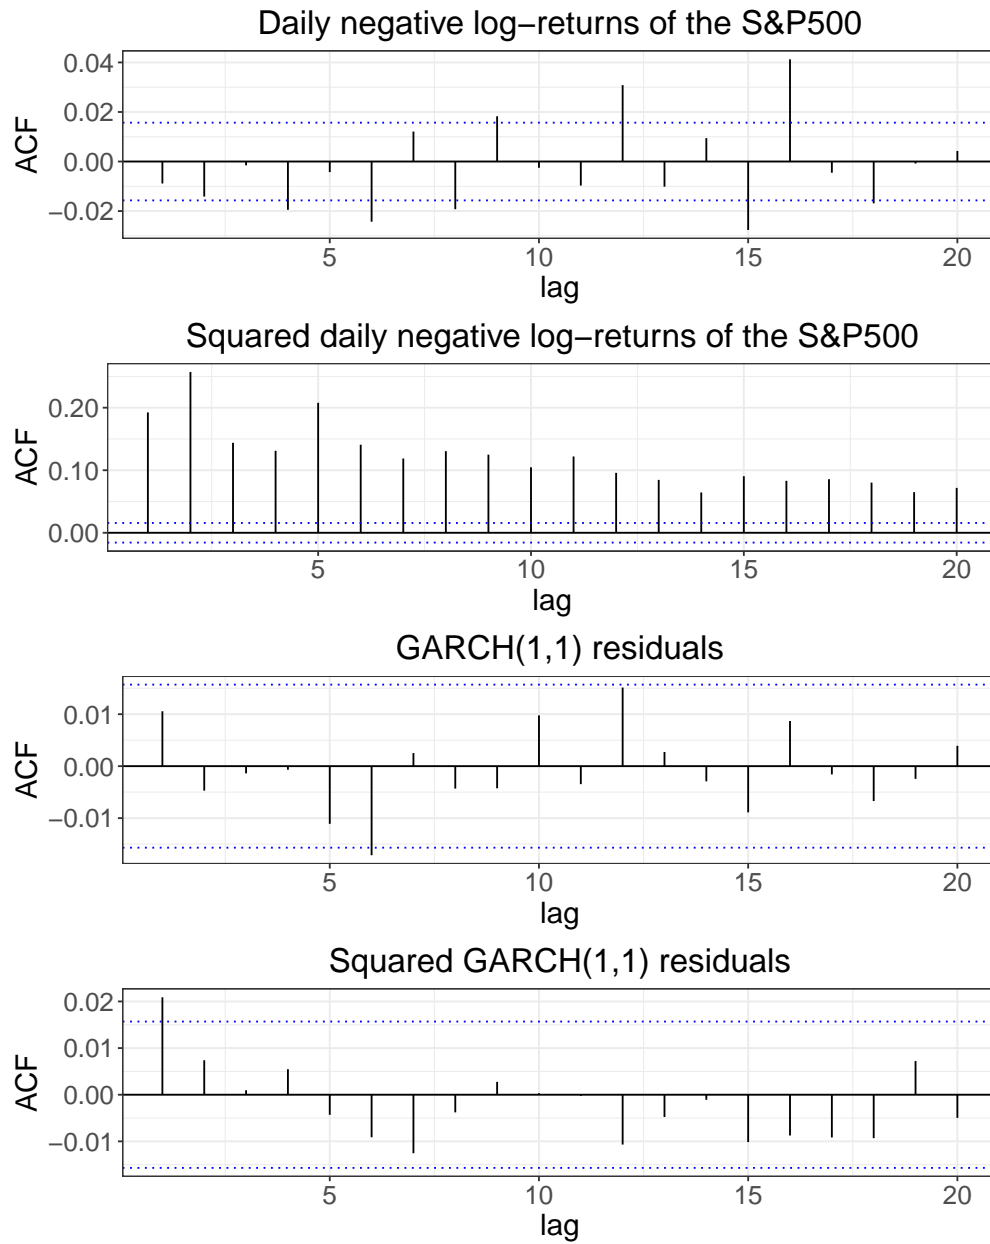 Daily negative log−returns of the S&P500
0.04
0.02
0.00
−0.02
ACF
5 10 15 20
lag
Squared daily negative log−returns of the S&P500
0.20
0.10
0.00
ACF
5 10 15 20
lag
GARCH(1,1) residuals
0.01
0.00
−0.01
ACF
5 10 15 20
lag
Squared GARCH(1,1) residuals
0.02
0.01
0.00
−0.01
ACF
5 10 15 20
lag